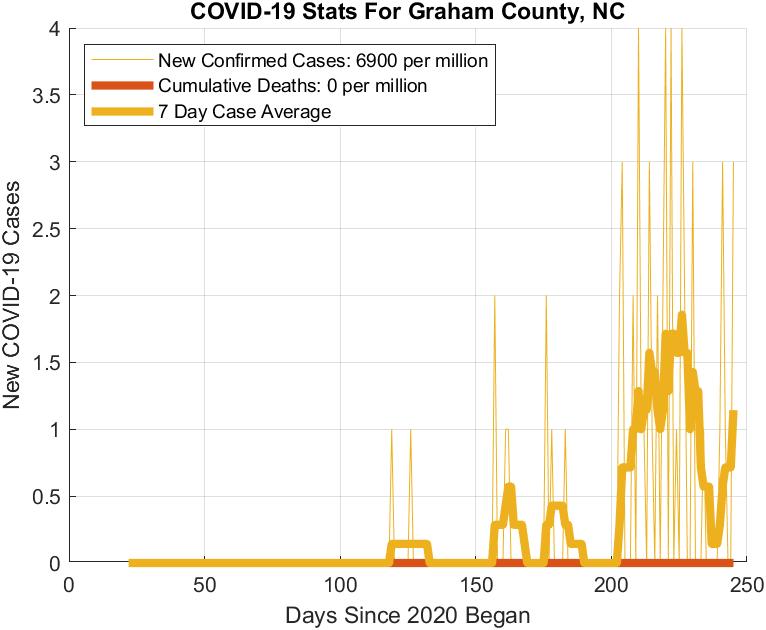 COVID-19 Stats For Graham County, NC
New Confirmed Cases: 6900 per million
Cumulative Deaths: 0 per million
7 Day Case Average
New COVID-19 Cases
4
3.5
3
2.5
2
1.5
1
0.5
0
0 50 100 150 200 250
Days Since 2020 Began